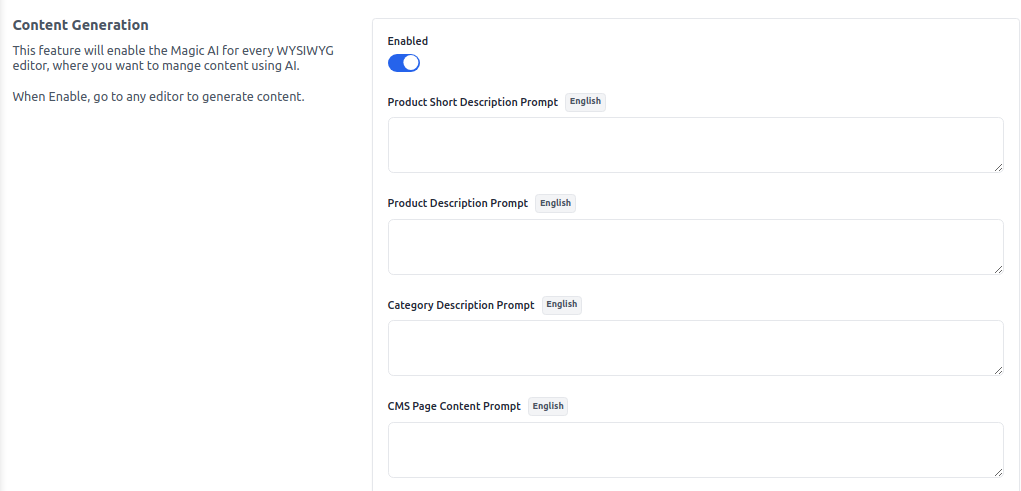 Content Generation
This feature will enable the Magic AI for every WYSIWYG
editor, where you want to mange content using AI.
When Enable, go to any editor to generate content.
Enabled
Product Short Description Prompt English
Product Description Prompt English
Category Description Prompt English
CMS Page Content Prompt English